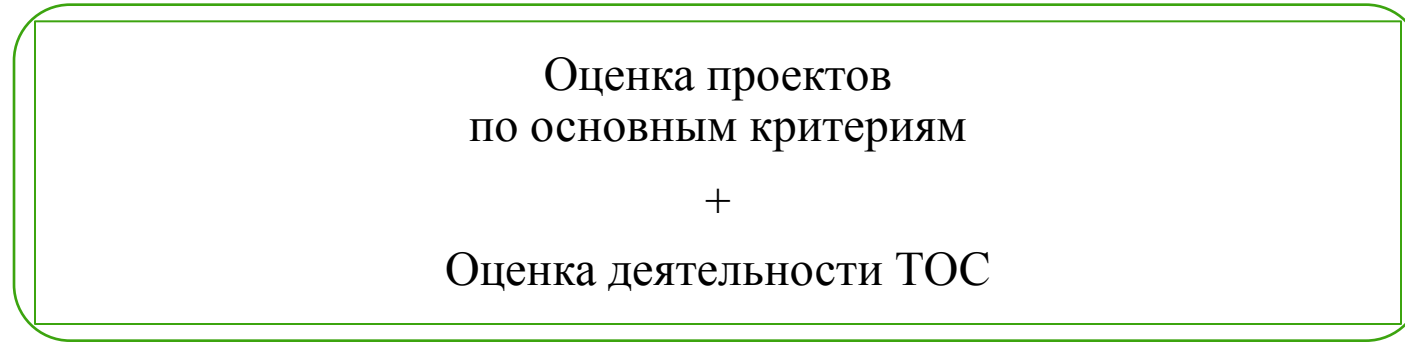 Оценка проектов
по основным критериям
+
Оценка деятельности ТОС